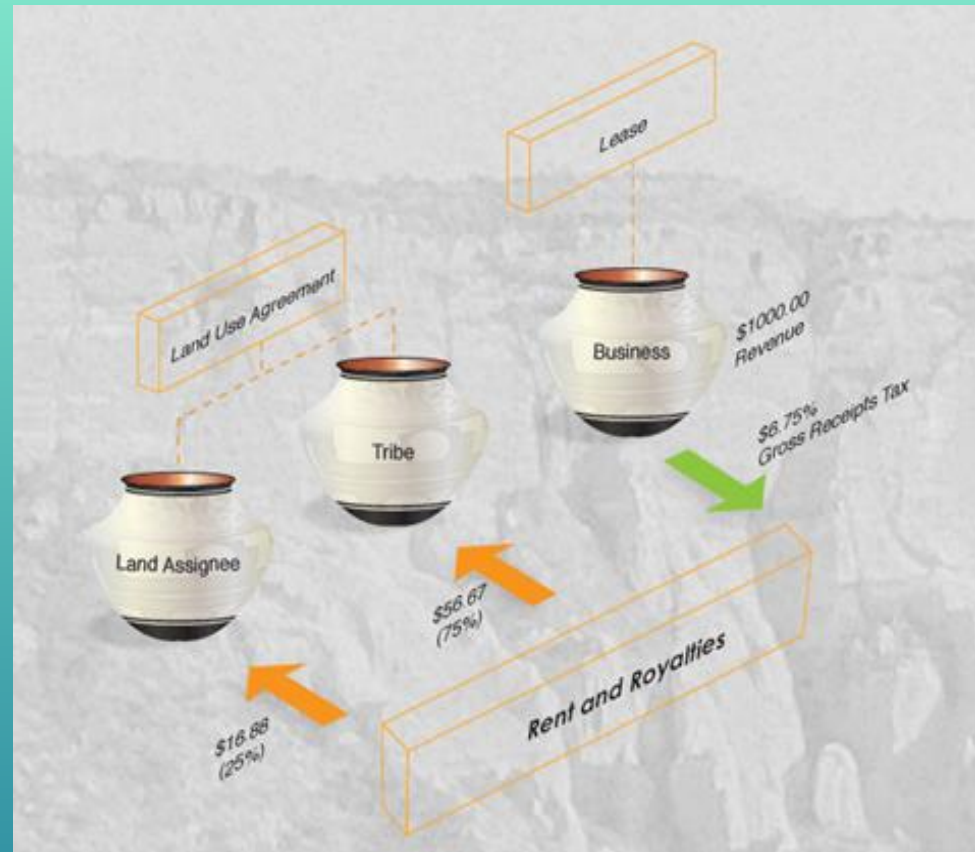 Lease
Land Use Agreement
Business
$1000.00
Revenue
$6.75%
Gross Receipts Tax
Tribe
Land Assignee
$56.67
(75%)
Rent and Royalties
$16.88
(25%)